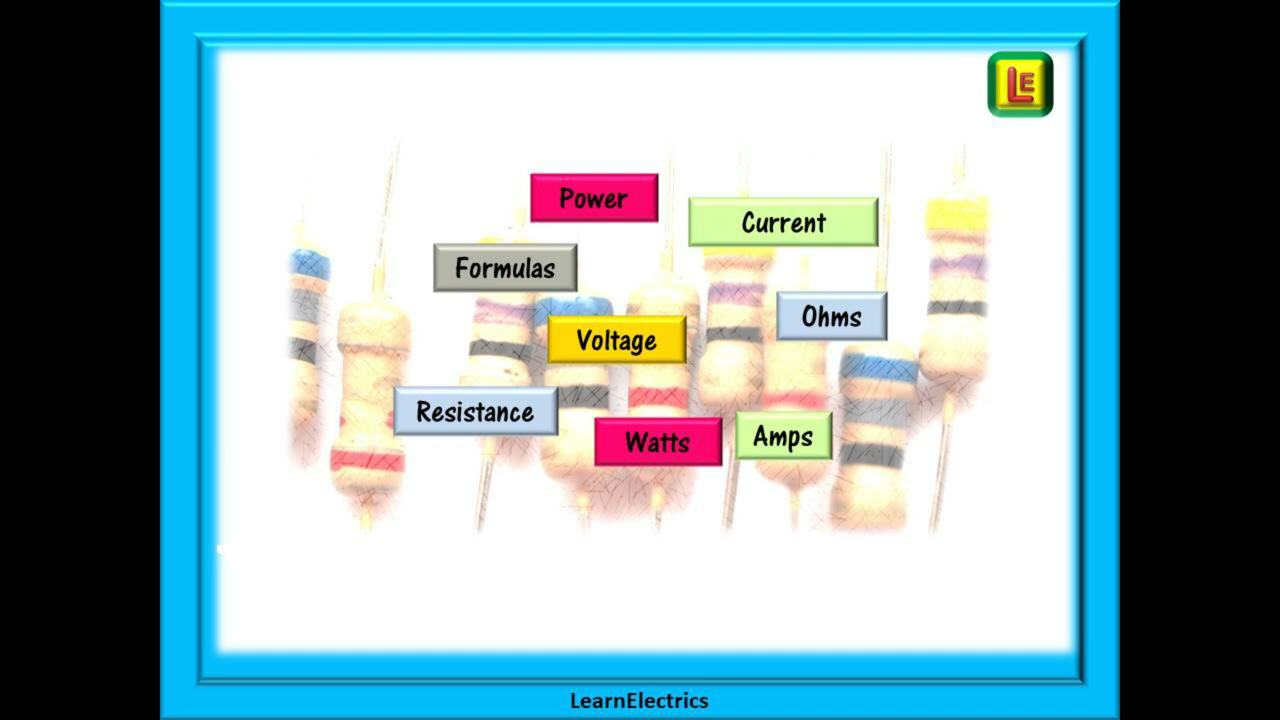 LE
Power
Current
Formulas
Ohms
Voltage
Resistance
Watts
Amps
LearnElectrics